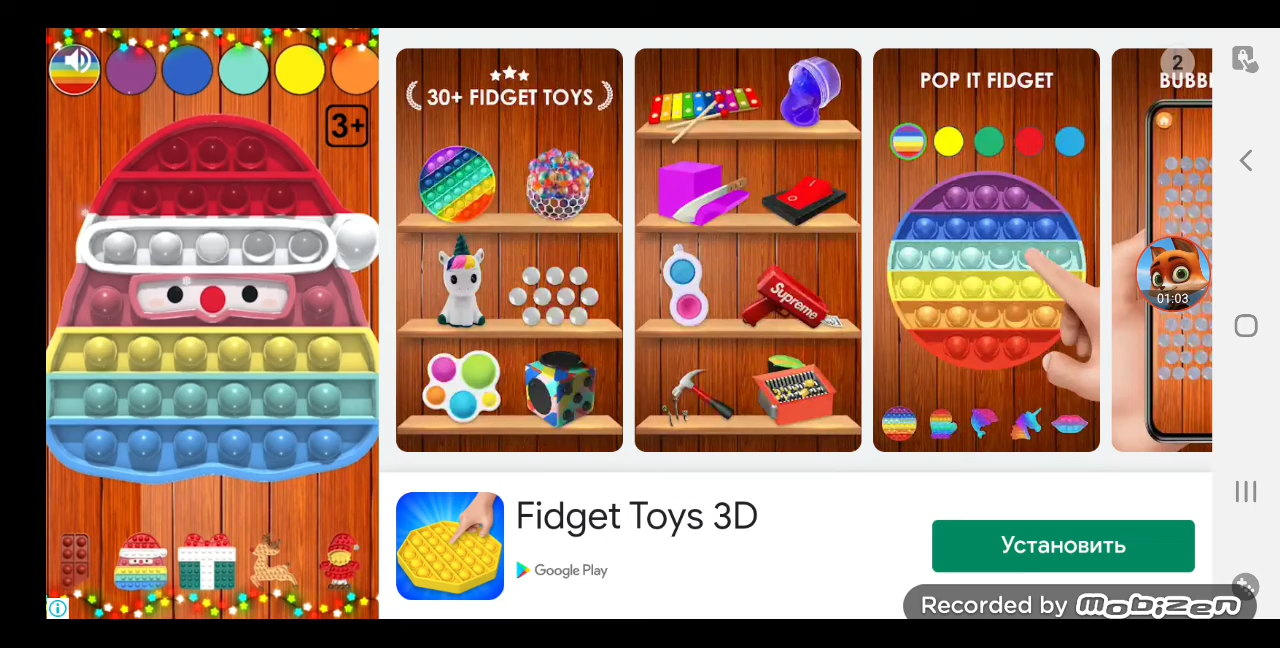 3+
30+ FIDGET TOYS
Supreme
POP IT FIDGET
2
BUBB
01:03
Fidget Toys 3D
Google Play
Установить
Recorded by MOBIZEN